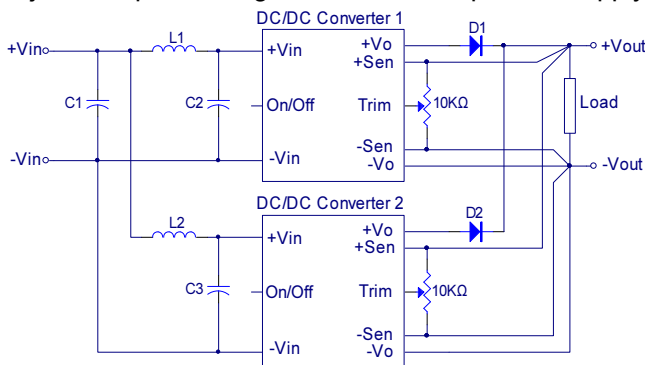 DC/DC Converter 1
D1
+Vin
L1
+Vin
+Vo
+Vout
+Sen
C1
C2
On/Off
Trim
10KΩ
Load
-Sen
-Vin
-Vin
-Vo
-Vout
DC/DC Converter 2
D2
L2
+Vin
+Vo
+Sen
C3
On/Off
Trim
10KΩ
-Sen
-Vin
-Vo